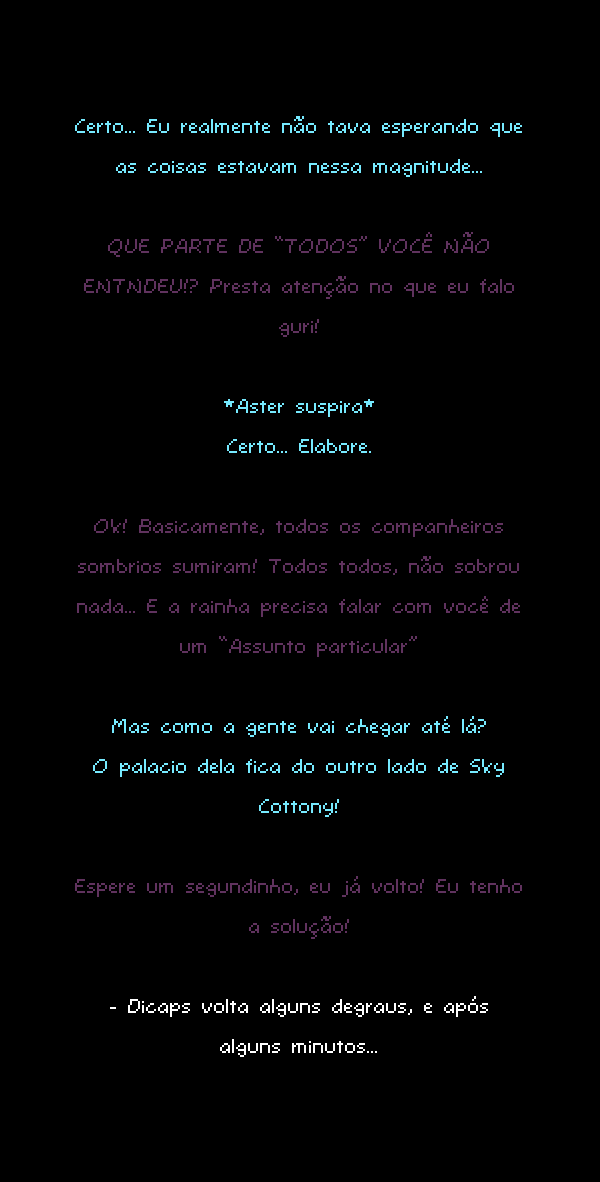 Certo... Eu realmente não tava esperando que
as coisas estavam nessa magnitude...
QUE PARTE DE "TODOS" VOCÊ NÃO
ENTNDEU!? Presta atenção no que eu falo
guri!
*Aster suspira*
Certo... Elabore.
Ok! Basicamente, todos os companheiros
sombrios sumiram! Todos todos, não sobrou
nada... E a rainha precisa falar com você de
um "Assunto particular"
Mas como a gente vai chegar até lá?
O palacio dela fica do outro lado de Sky
Cottony!
Espere um segundinho, eu já volto! Eu tenho
a solução!
- Dicaps volta alguns degraus, e após
alguns minutos...